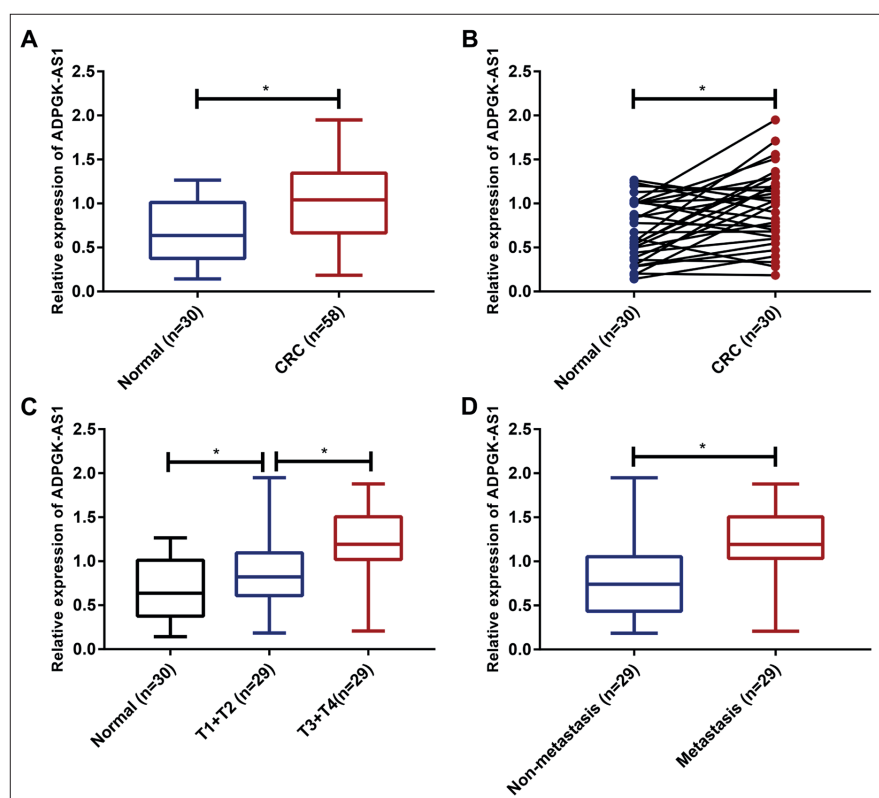 A
Relative expression of ADPGK-AS1
2.5
2.0
1.5
1.0
0.5
0.0
*
Normal (n=30)
CRC (n=58)
B
Relative expression of ADPGK-AS1
2.5
2.0
1.5
1.0
0.5
0.0
*
Normal (n=30)
CRC (n=30)
C
Relative expression of ADPGK-AS1
2.5
2.0
1.5
1.0
0.5
0.0
*
*
Normal (n=30)
T1+T2 (n=29)
T3+T4(n=29)
D
Relative expression of ADPGK-AS1
2.5
2.0
1.5
1.0
0.5
0.0
*
Non-metastasis (n=29)
Metastasis (n=29)